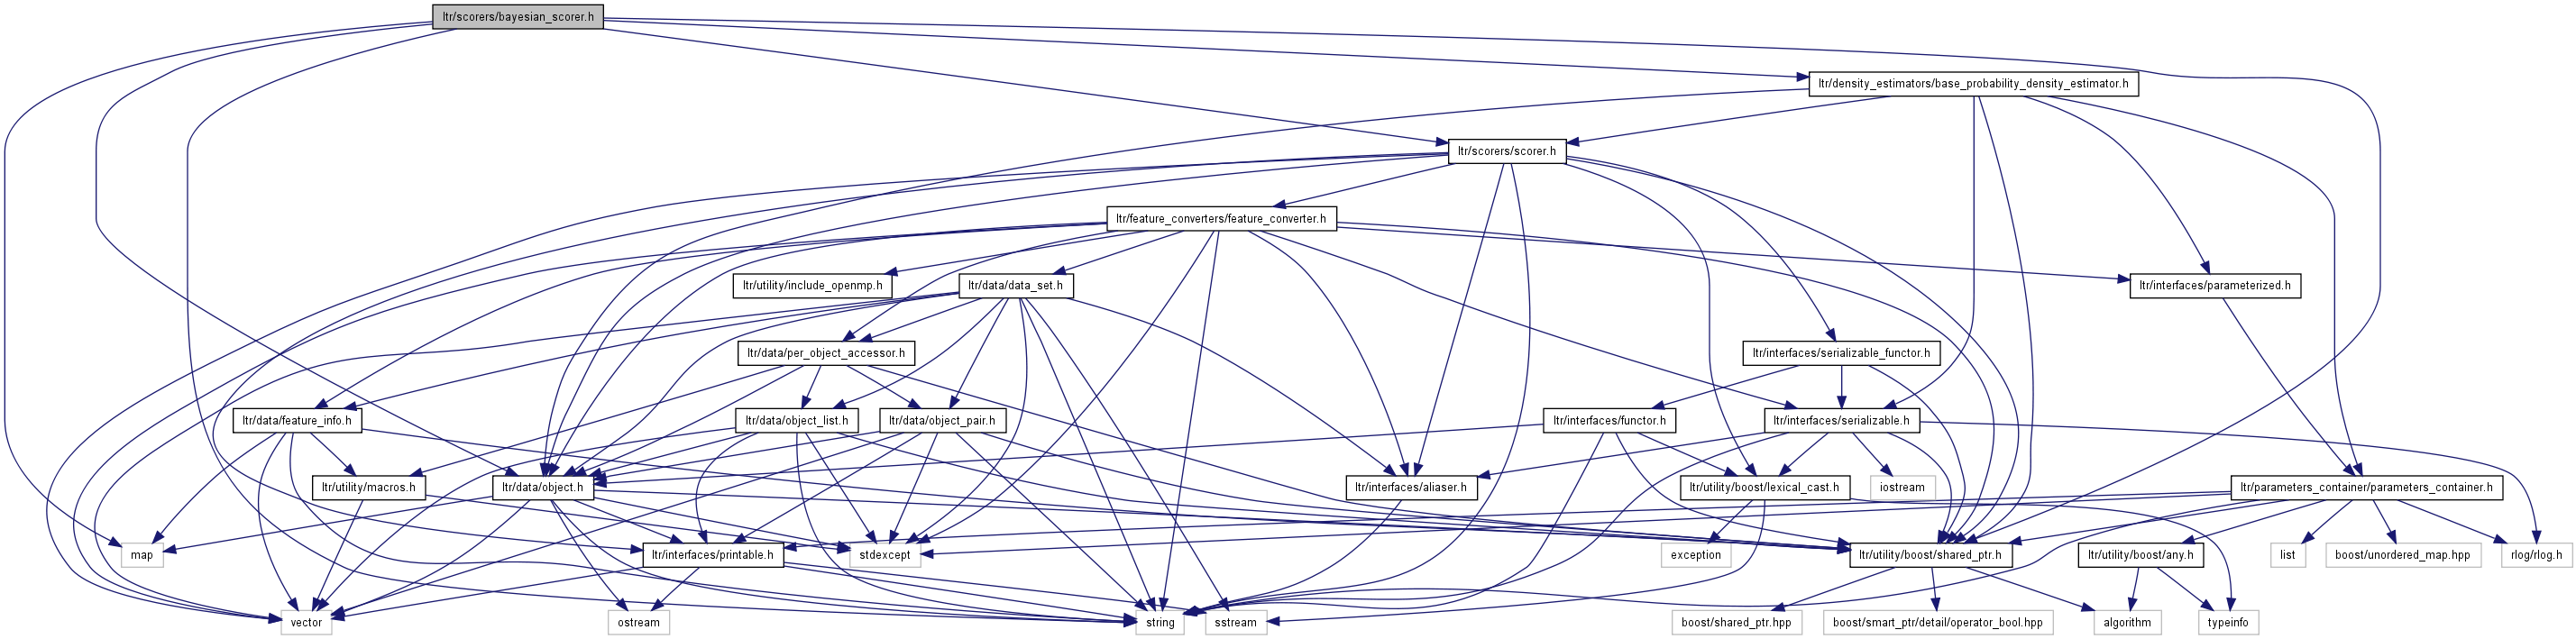 ltr/scorers/bayesian_scorer.h
ltr/density_estimators/base_probability_density_estimator.h
ltr/scorers/scorer.h
ltr/feature_converters/feature_converter.h
ltr/utility/include_openmp.h
ltr/data/data_set.h
ltr/interfaces/parameterized.h
ltr/data/per_object_accessor.h
ltr/interfaces/serializable_functor.h
ltr/data/feature_info.h
ltr/data/object_list.h
ltr/data/object_pair.h
ltr/interfaces/functor.h
ltr/interfaces/serializable.h
ltr/utility/macros.h
ltr/data/object.h
ltr/interfaces/aliaser.h
ltr/utility/boost/lexical_cast.h
iostream
ltr/parameters_container/parameters_container.h
map
ltr/interfaces/printable.h
stdexcept
exception
ltr/utility/boost/shared_ptr.h
ltr/utility/boost/any.h
list
boost/unordered_map.hpp
rlog/rlog.h
vector
ostream
string
sstream
boost/shared_ptr.hpp
boost/smart_ptr/detail/operator_bool.hpp
algorithm
typeinfo